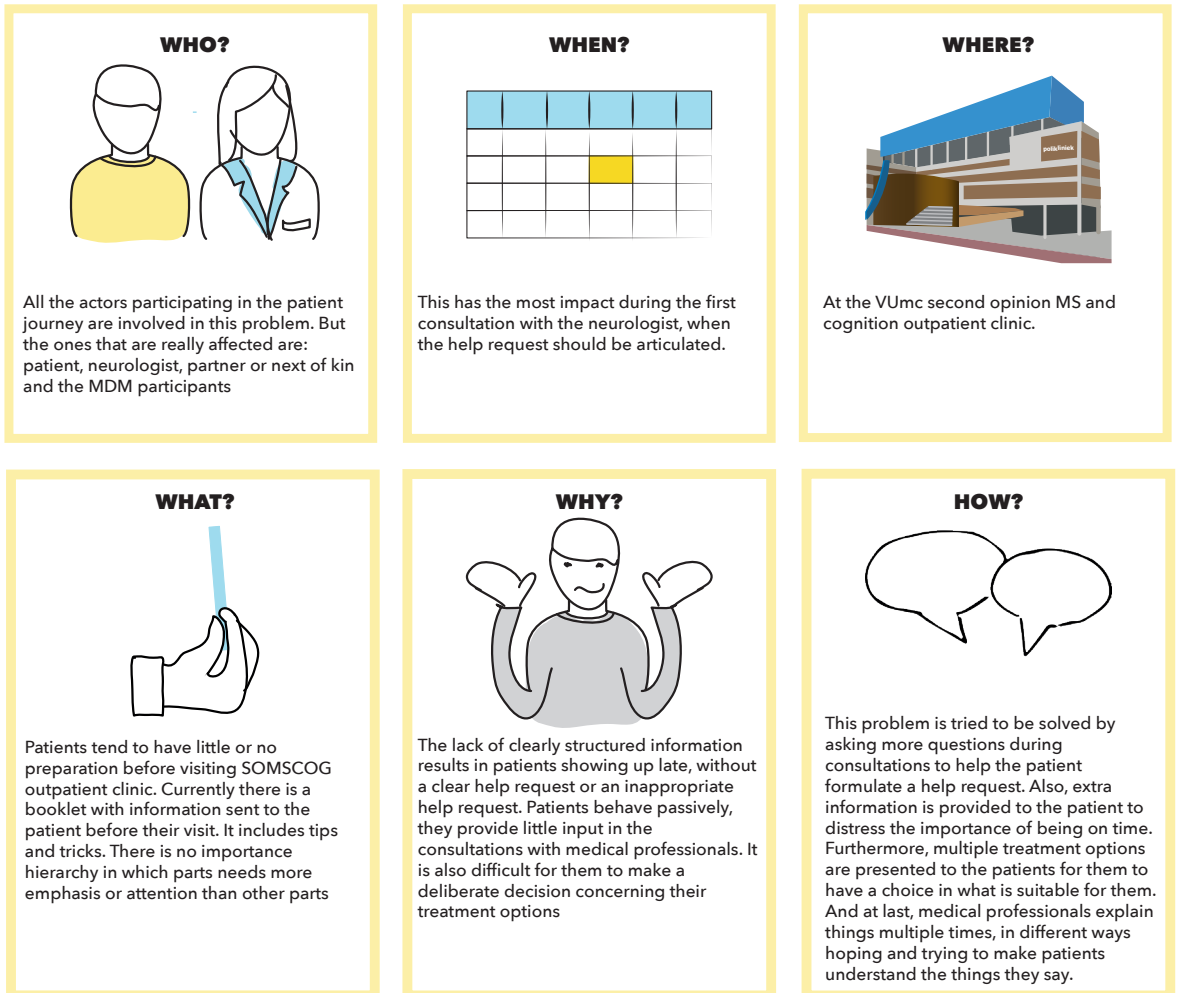 WHO?
All the actors participating in the patient
journey are involved in this problem. But
the ones that are really affected are:
patient, neurologist, partner or next of kin
and the MDM participants
WHEN?
This has the most impact during the first
consultation with the neurologist, when
the help request should be articulated.
WHERE?
polikliniek
At the VUmc second opinion MS and
cognition outpatient clinic.
WHAT?
Patients tend to have little or no
preparation before visiting SOMSCOG
outpatient clinic. Currently there is a
booklet with information sent to the
patient before their visit. It includes tips
and tricks. There is no importance
hierarchy in which parts needs more
emphasis or attention than other parts
WHY?
The lack of clearly structured information
results in patients showing up late, without
a clear help request or an inappropriate
help request. Patients behave passively,
they provide little input in the
consultations with medical professionals. It
is also difficult for them to make a
deliberate decision concerning their
treatment options
HOW?
This problem is tried to be solved by
asking more questions during
consultations to help the patient
formulate a help request. Also, extra
information is provided to the patient to
distress the importance of being on time.
Furthermore, multiple treatment options
are presented to the patients for them to
have a choice in what is suitable for them.
And at last, medical professionals explain
things multiple times, in different ways
hoping and trying to make patients
understand the things they say.